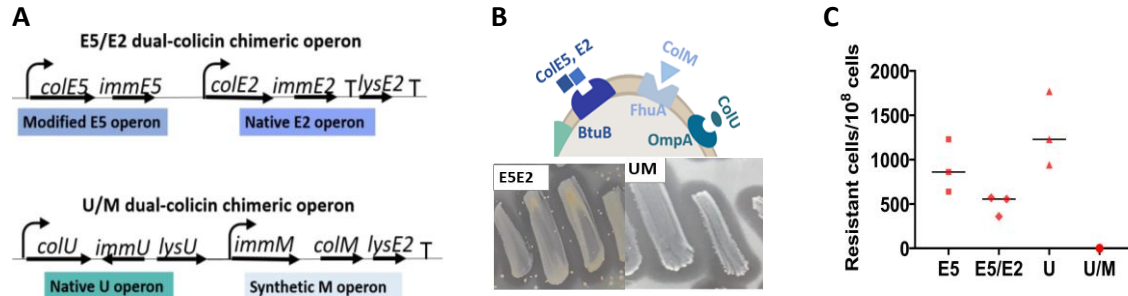 A
E5/E2 dual-colicin chimeric operon
colE5 immE5 colE2 immE2 T lysE2 T
Modified E5 operon
Native E2 operon
U/M dual-colicin chimeric operon
colU immU lysU immM colM lysE2 T
Native U operon
Synthetic M operon
B
ColE5, E2
ColM
ColU
FhuA
BtuB
OmpA
E5E2
UM
C
Resistant cells/10⁸ cells
2000
1500
1000
500
0
E5 E5/E2 U U/M